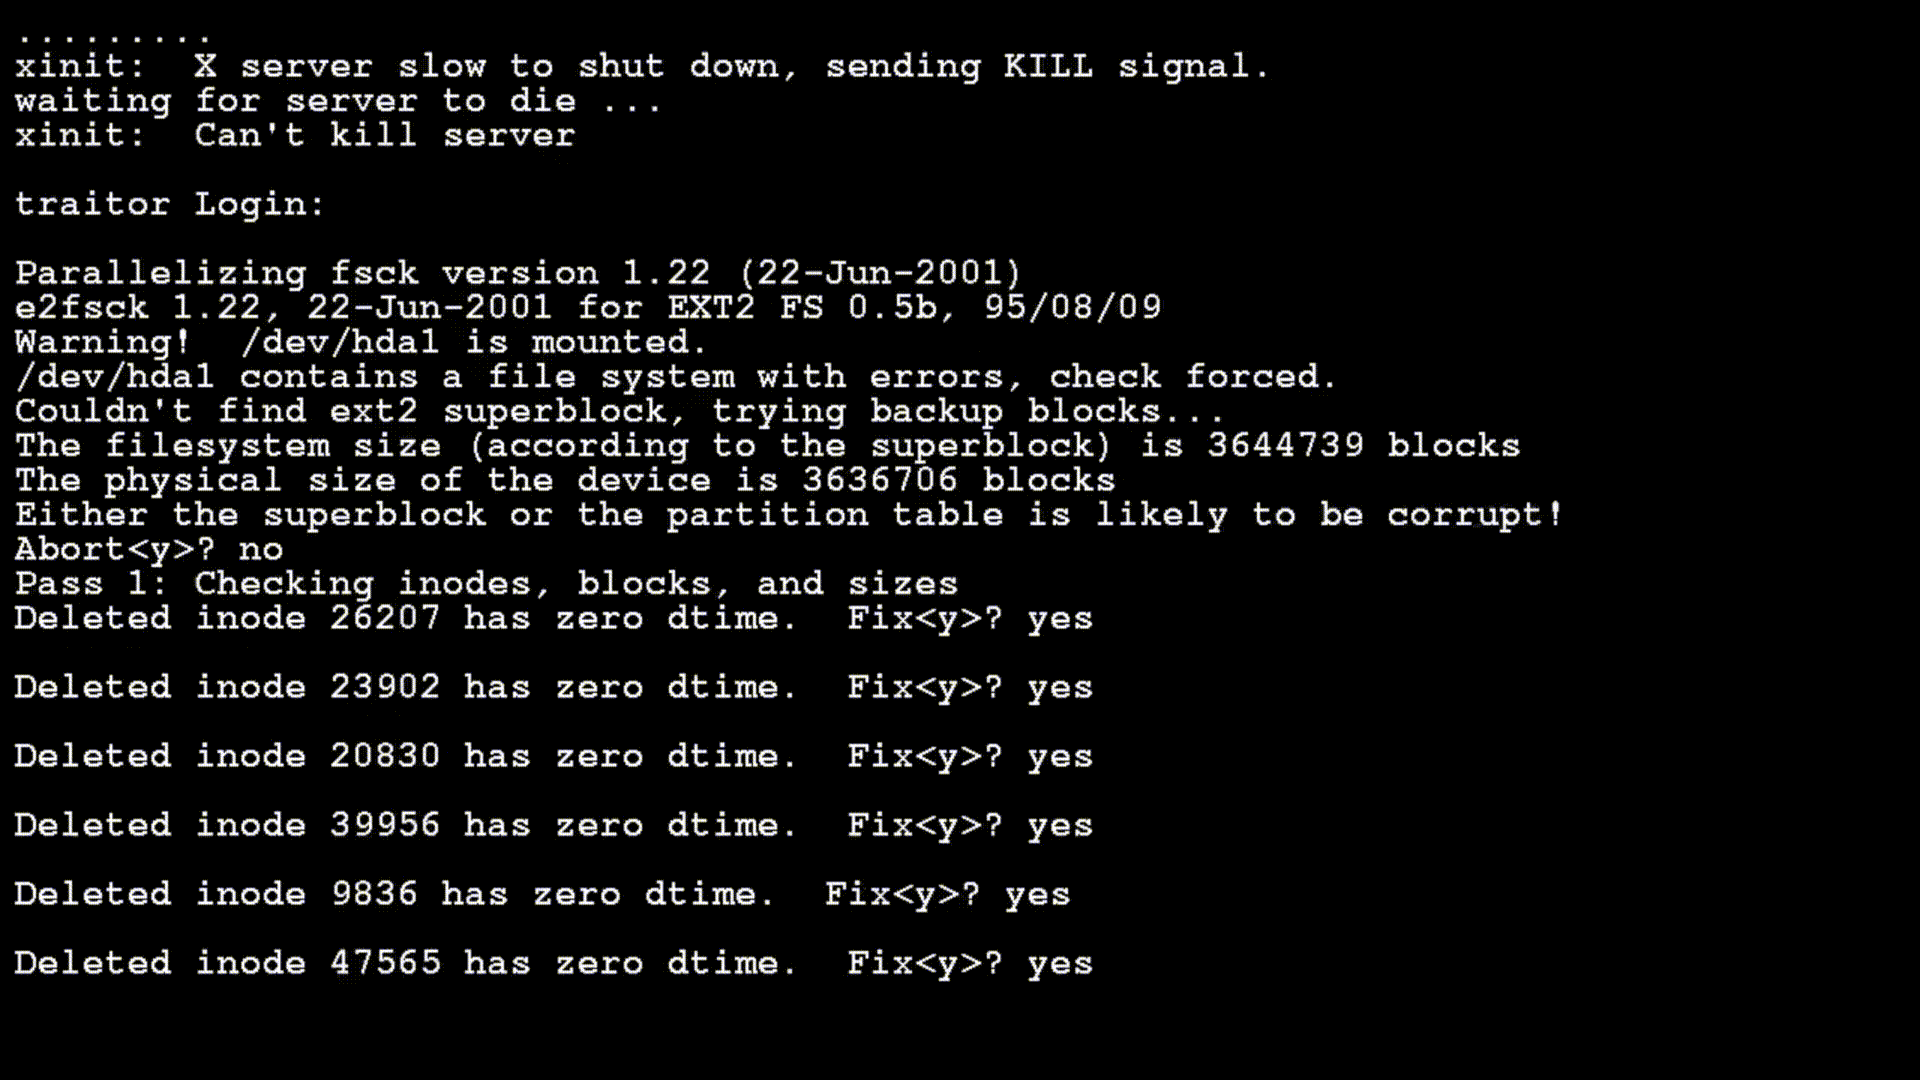 .........
xinit:  X server slow to shut down, sending KILL signal.
waiting for server to die ...
xinit:  Can't kill server
traitor Login:
Parallelizing fsck version 1.22 (22-Jun-2001)
e2fsck 1.22, 22-Jun-2001 for EXT2 FS 0.5b, 95/08/09
Warning!  /dev/hda1 is mounted.
/dev/hda1 contains a file system with errors, check forced.
Couldn't find ext2 superblock, trying backup blocks...
The filesystem size (according to the superblock) is 3644739 blocks
The physical size of the device is 3636706 blocks
Either the superblock or the partition table is likely to be corrupt!
Abort<y>? no
Pass 1: Checking inodes, blocks, and sizes
Deleted inode 26207 has zero dtime.  Fix<y>? yes
Deleted inode 23902 has zero dtime.  Fix<y>? yes
Deleted inode 20830 has zero dtime.  Fix<y>? yes
Deleted inode 39956 has zero dtime.  Fix<y>? yes
Deleted inode 9836 has zero dtime.  Fix<y>? yes
Deleted inode 47565 has zero dtime.  Fix<y>? yes